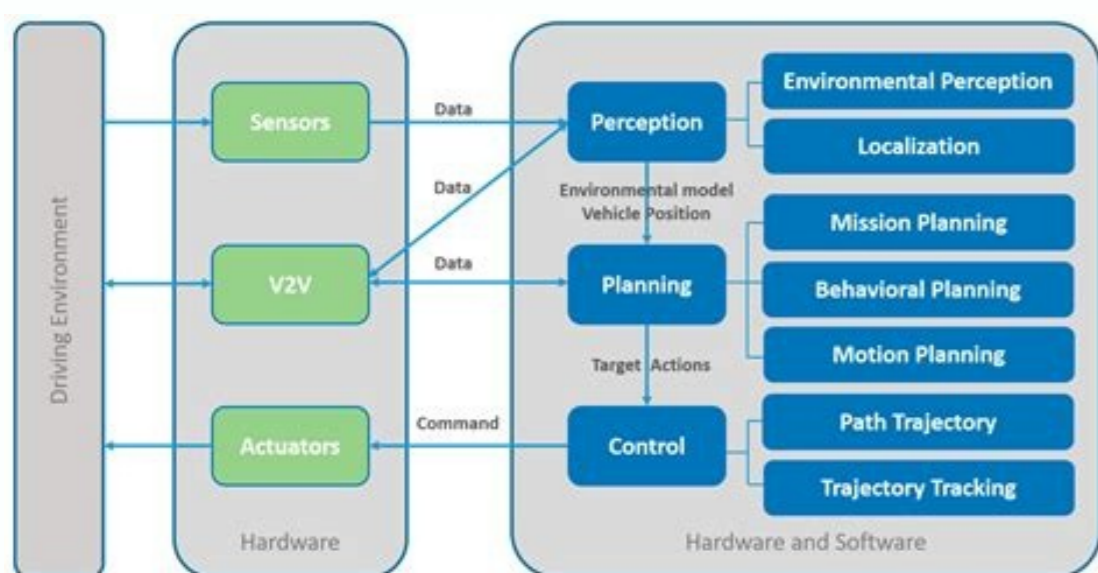 Driving Environment
Sensors
V2V
Actuators
Hardware
Data
Data
Data
Command
Perception
Environmental model
Vehicle Position
Planning
Target Actions
Control
Environmental Perception
Localization
Mission Planning
Behavioral Planning
Motion Planning
Path Trajectory
Trajectory Tracking
Hardware and Software